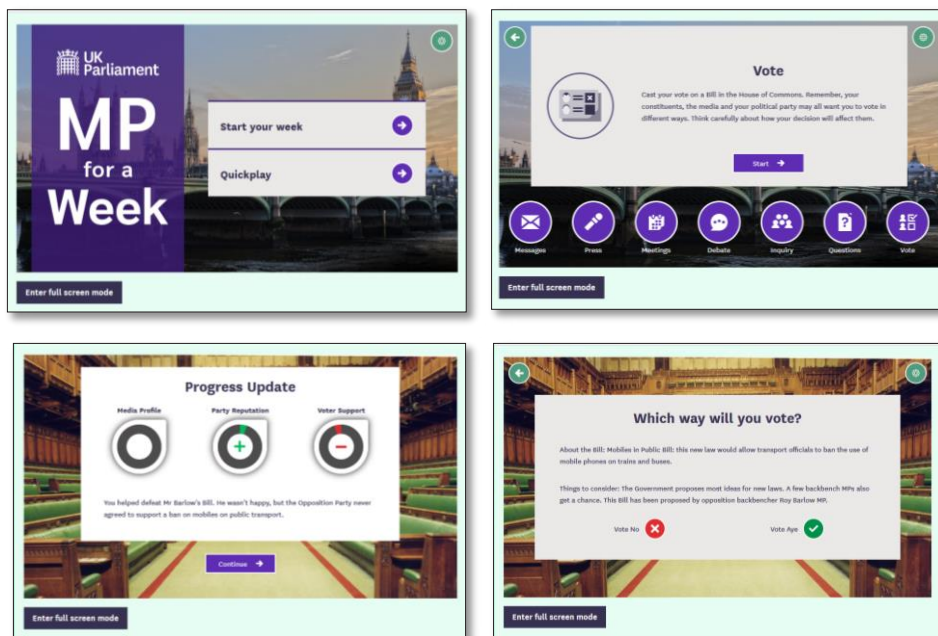 UK
Parliament
MP
for a
Week
Start your week
Quickplay
Enter full screen mode
Vote
Cast your vote on a Bill in the House of Commons. Remember, your
constituents, the media and your political party may all want you to vote in
different ways. Think carefully about how your decision will affect them.
Start
Messages
Press
Meetings
Debate
Inquiry
Questions
Vote
Enter full screen mode
Progress Update
Media Profile
Party Reputation
Voter Support
You helped defeat Mr Barlow's Bill. He wasn't happy, but the Opposition Party never
agreed to support a ban on mobiles on public transport.
Continue
Enter full screen mode
Which way will you vote?
About the Bill: Mobiles in Public Bill: this new law would allow transport officials to ban the use of
mobile phones on trains and buses.
Things to consider: The Government proposes most ideas for new laws. A few backbench MPs also
get a chance. This Bill has been proposed by opposition backbencher Roy Barlow MP.
Vote No
Vote Aye
Enter full screen mode